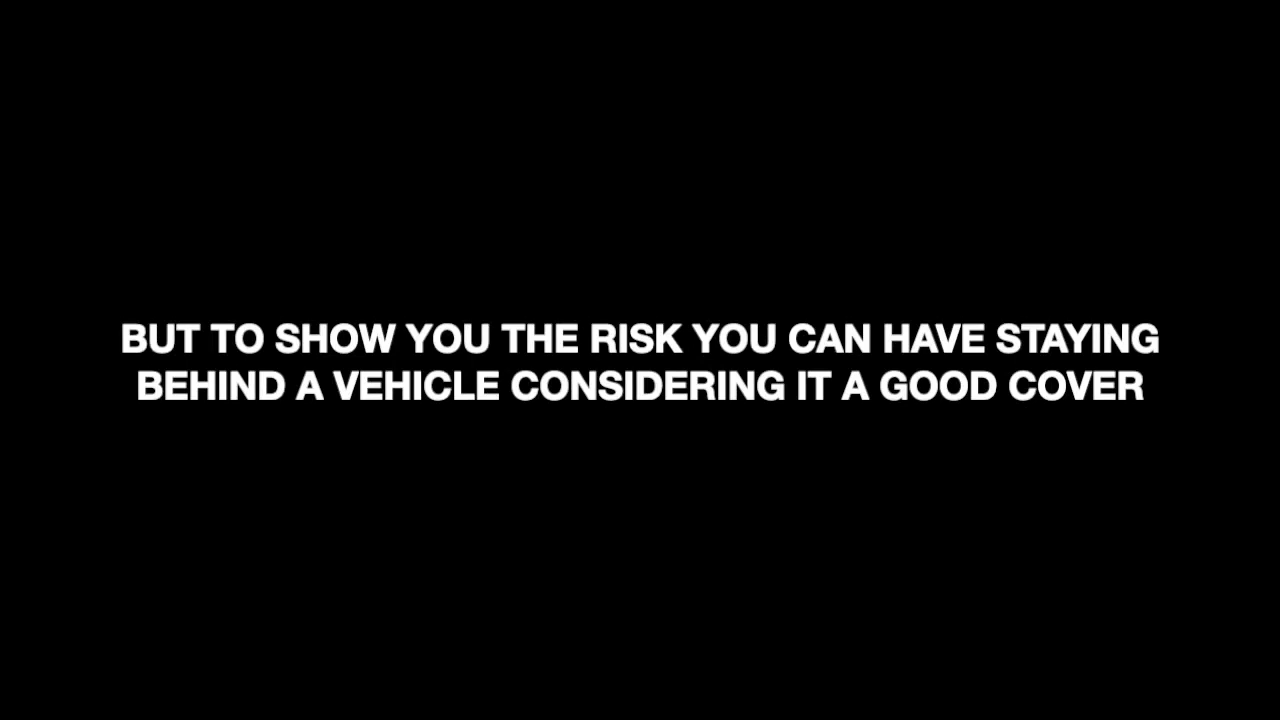 BUT TO SHOW YOU THE RISK YOU CAN HAVE STAYING
BEHIND A VEHICLE CONSIDERING IT A GOOD COVER